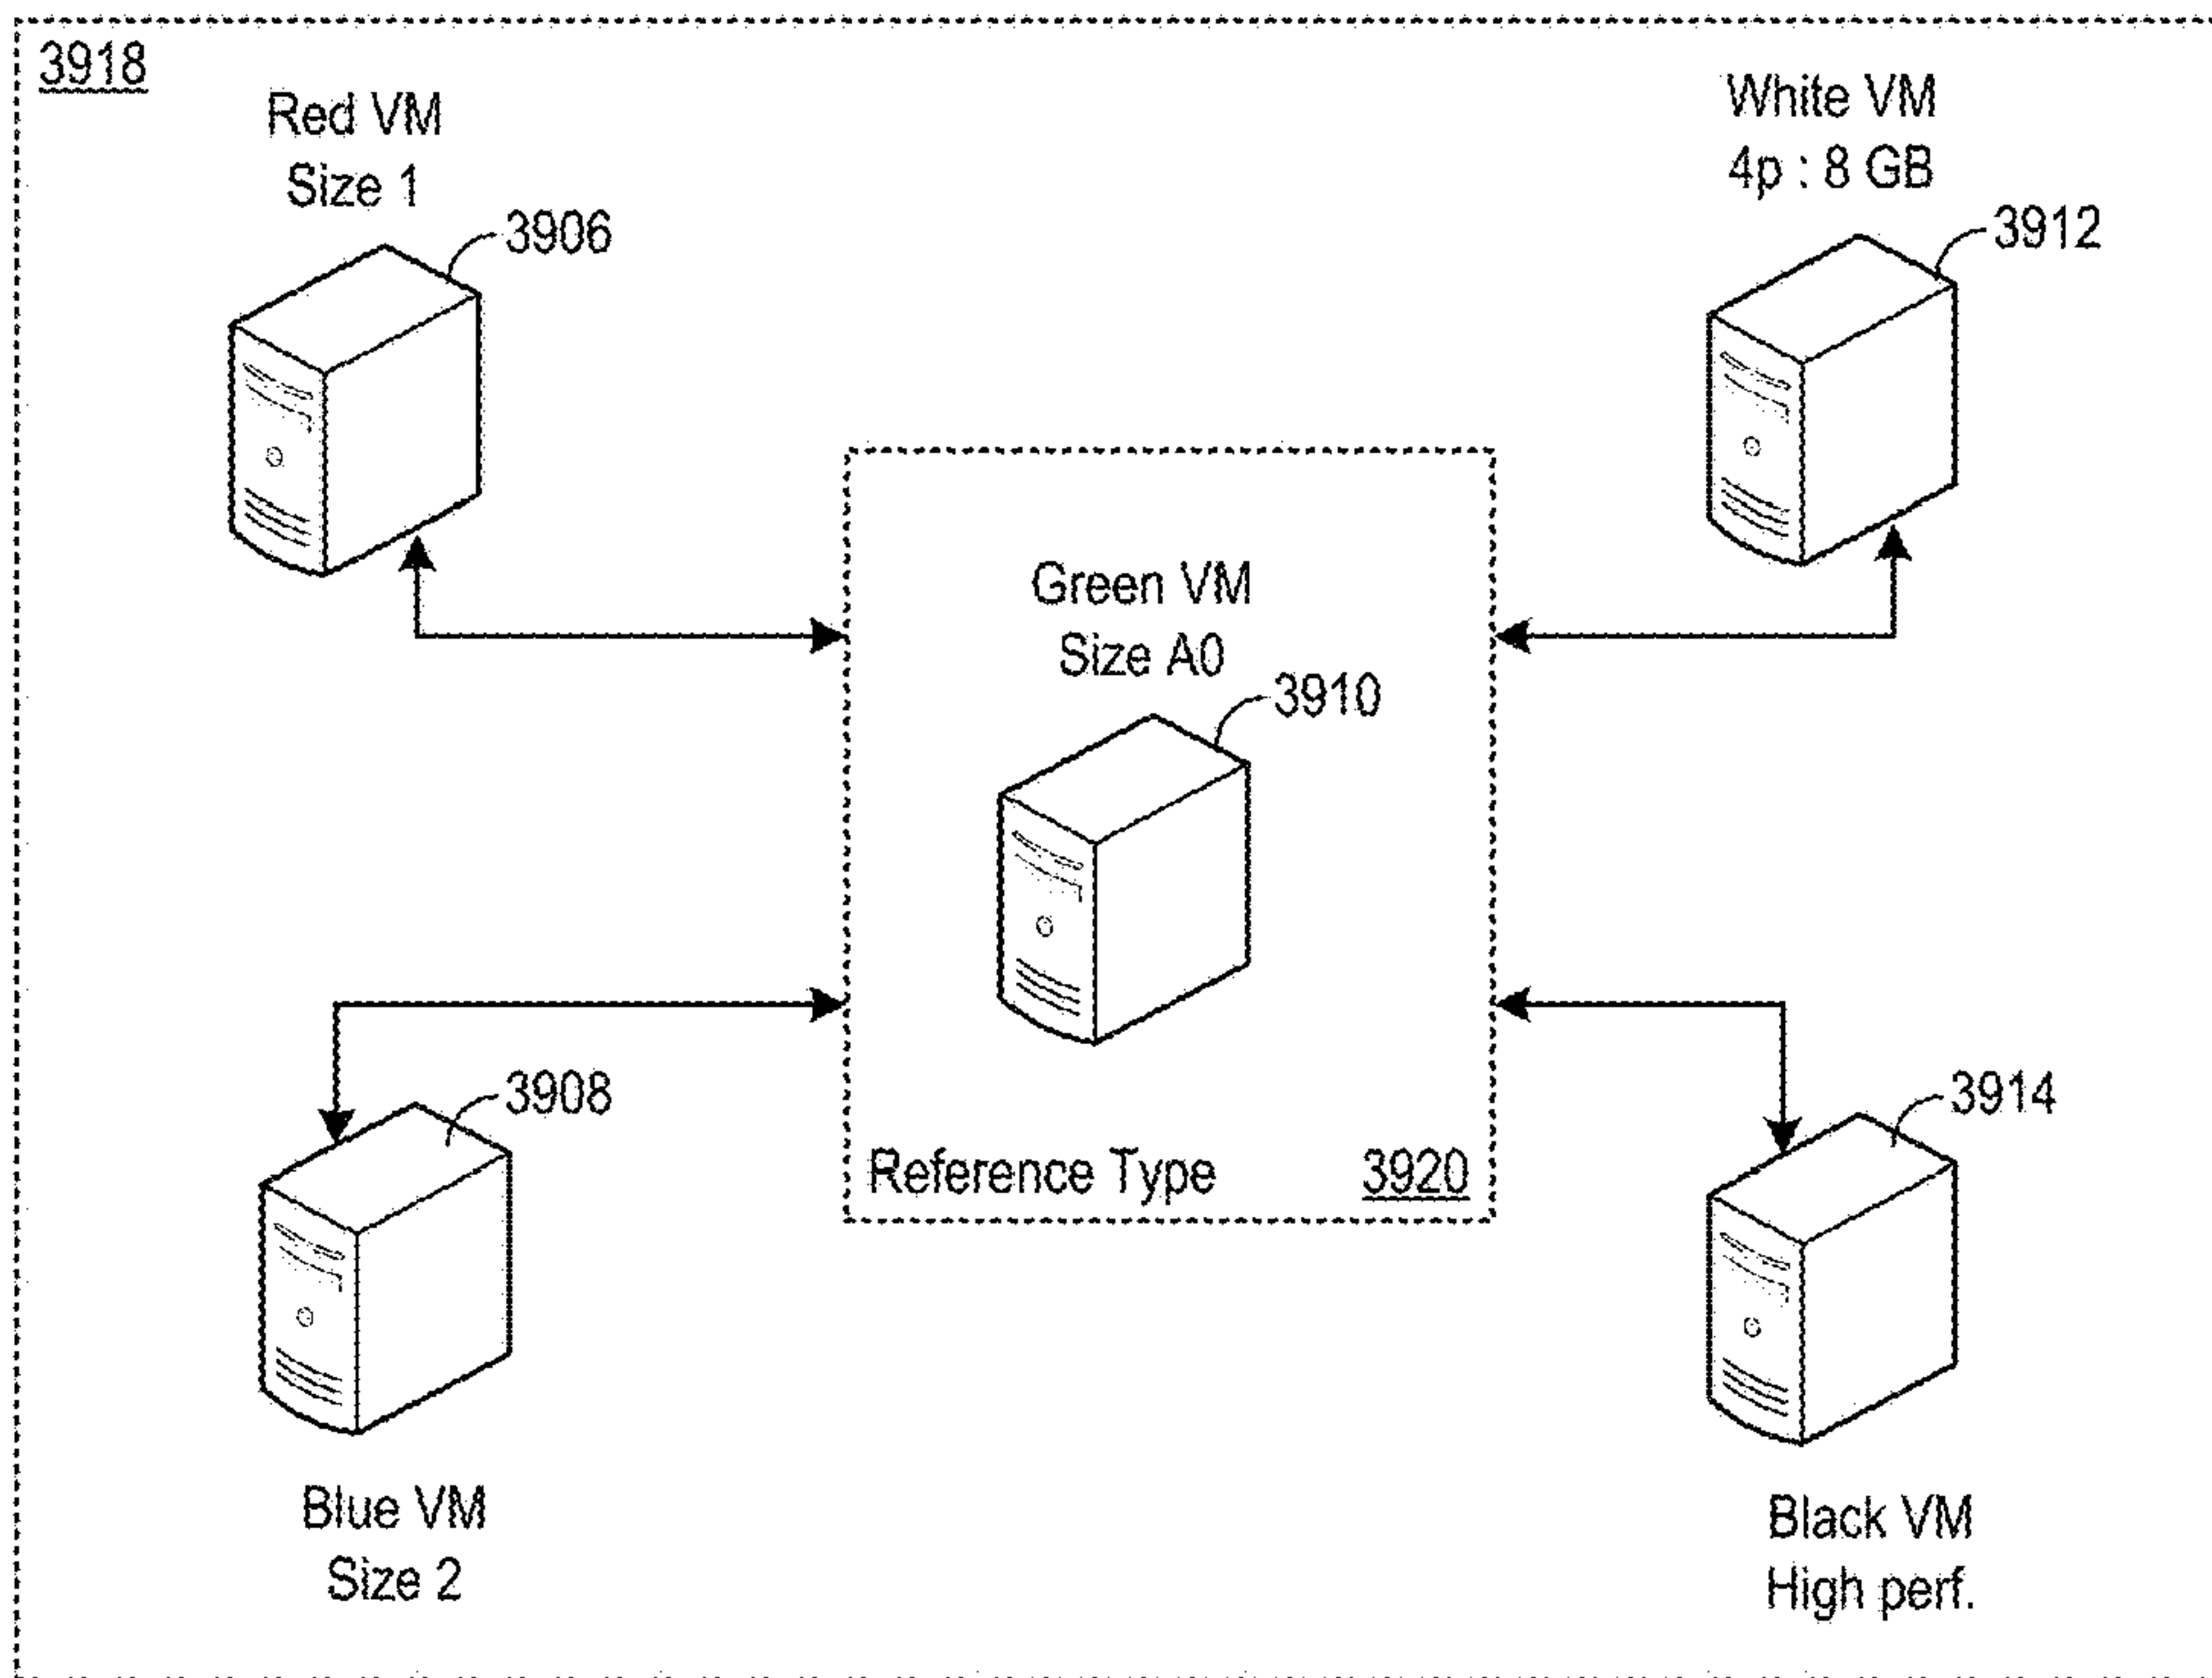 3918
Red VM
Size 1
3906
White VM
4p : 8 GB
3912
Green VM
Size A0
3910
Reference Type 3920
3908
Blue VM
Size 2
3914
Black VM
High perf.